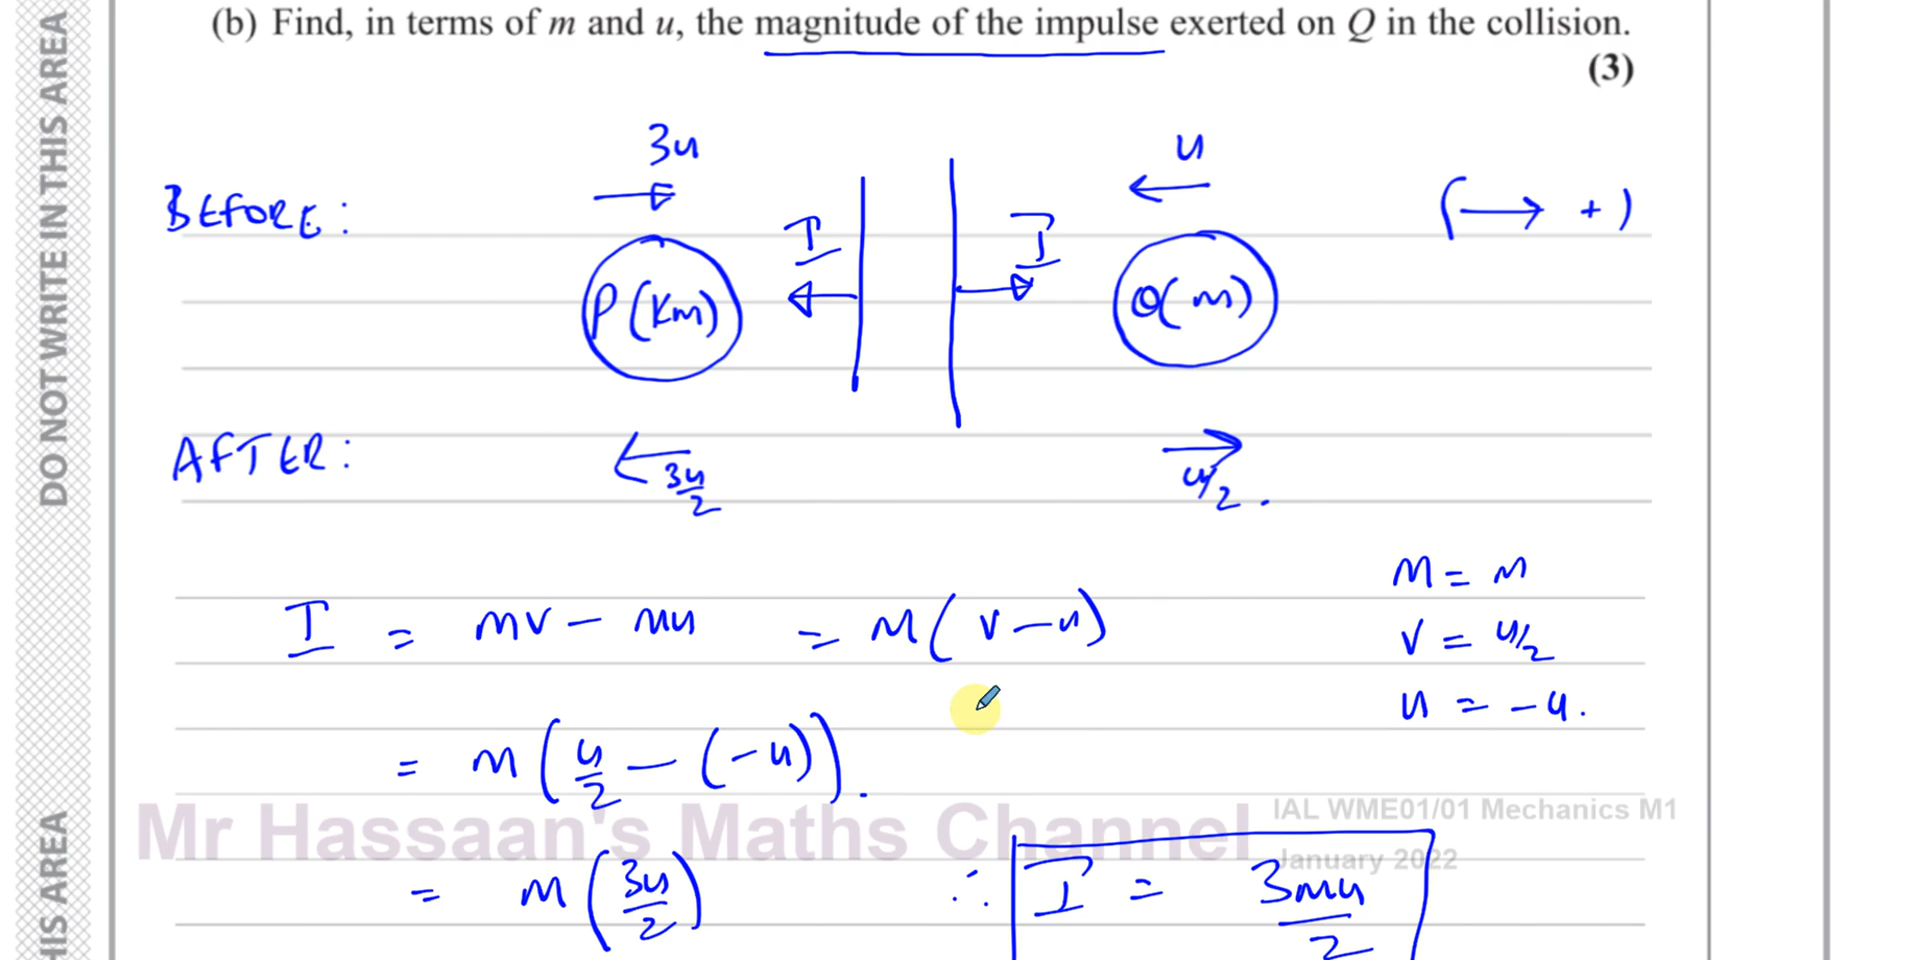 (b) Find, in terms of m and u, the magnitude of the impulse exerted on Q in the collision.
(3)
3u
u
BEFORE:
I
I
(→ +)
P(Km)
Q(m)
AFTER:
3u/2
u/2.
m = m
I = mv - mu = m(v-u)
v = u/2
u = -u.
= m(u/2 - (-u)).
Mr Hassaan's Maths Channel
IAL WME01/01 Mechanics M1
January 2022
= m(3u/2)
∴ I = 3mu/2
DO NOT WRITE IN THIS AREA
HIS AREA